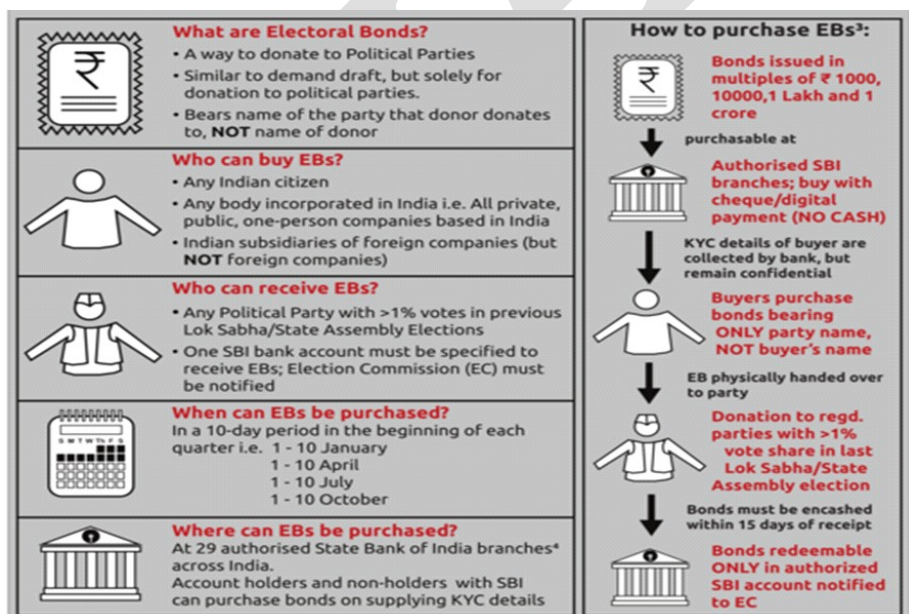 What are Electoral Bonds?
• A way to donate to Political Parties
• Similar to demand draft, but solely for
donation to political parties.
• Bears name of the party that donor donates
to, NOT name of donor
Who can buy EBs?
• Any Indian citizen
• Any body incorporated in India i.e. All private,
public, one-person companies based in India
• Indian subsidiaries of foreign companies (but
NOT foreign companies)
Who can receive EBs?
• Any Political Party with >1% votes in previous
Lok Sabha/State Assembly Elections
• One SBI bank account must be specified to
receive EBs; Election Commission (EC) must
be notified
S M T W Th F S
When can EBs be purchased?
In a 10-day period in the beginning of each
quarter i.e. 1 - 10 January
1 - 10 April
1 - 10 July
1 - 10 October
Where can EBs be purchased?
At 29 authorised State Bank of India branches⁴
across India.
Account holders and non-holders with SBI
can purchase bonds on supplying KYC details
How to purchase EBs³:
₹
₹
Bonds issued in
multiples of ₹ 1000,
10000,1 Lakh and 1
crore
purchasable at
Authorised SBI
branches; buy with
cheque/digital
payment (NO CASH)
KYC details of buyer are
collected by bank, but
remain confidential
Buyers purchase
bonds bearing
ONLY party name,
NOT buyer's name
EB physically handed over
to party
Donation to regd.
parties with >1%
vote share in last
Lok Sabha/State
Assembly election
Bonds must be encashed
within 15 days of receipt
Bonds redeemable
ONLY in authorized
SBI account notified
to EC